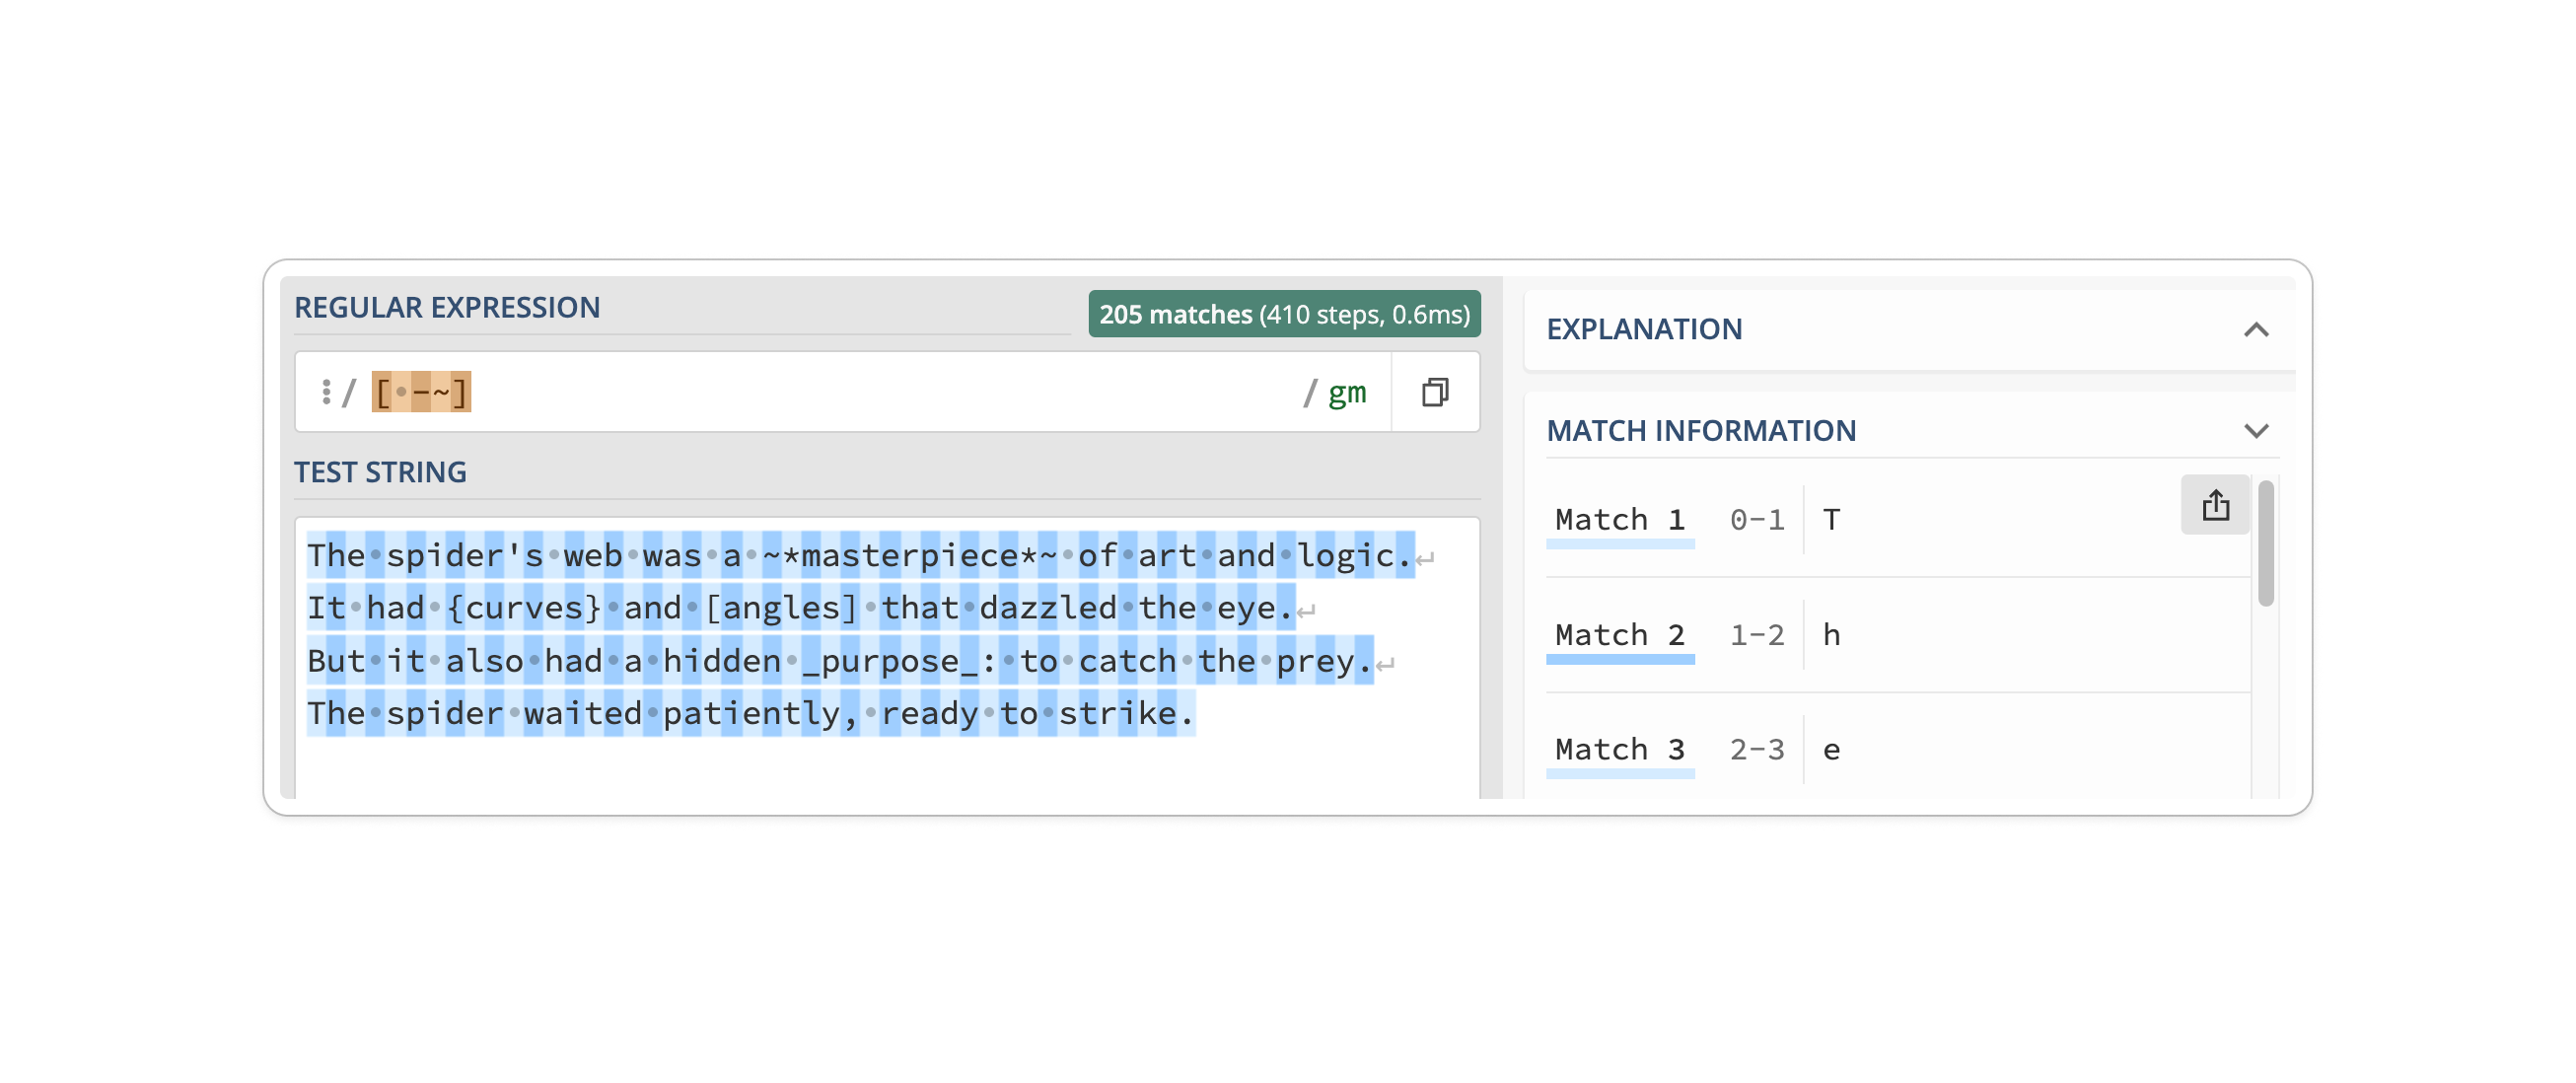 REGULAR EXPRESSION
205 matches (410 steps, 0.6ms)
/ [ -~] / gm
TEST STRING
The spider's web was a ~*masterpiece*~ of art and logic.
It had {curves} and [angles] that dazzled the eye.
But it also had a hidden _purpose_: to catch the prey.
The spider waited patiently, ready to strike.
EXPLANATION
MATCH INFORMATION
Match 1 0-1 T
Match 2 1-2 h
Match 3 2-3 e